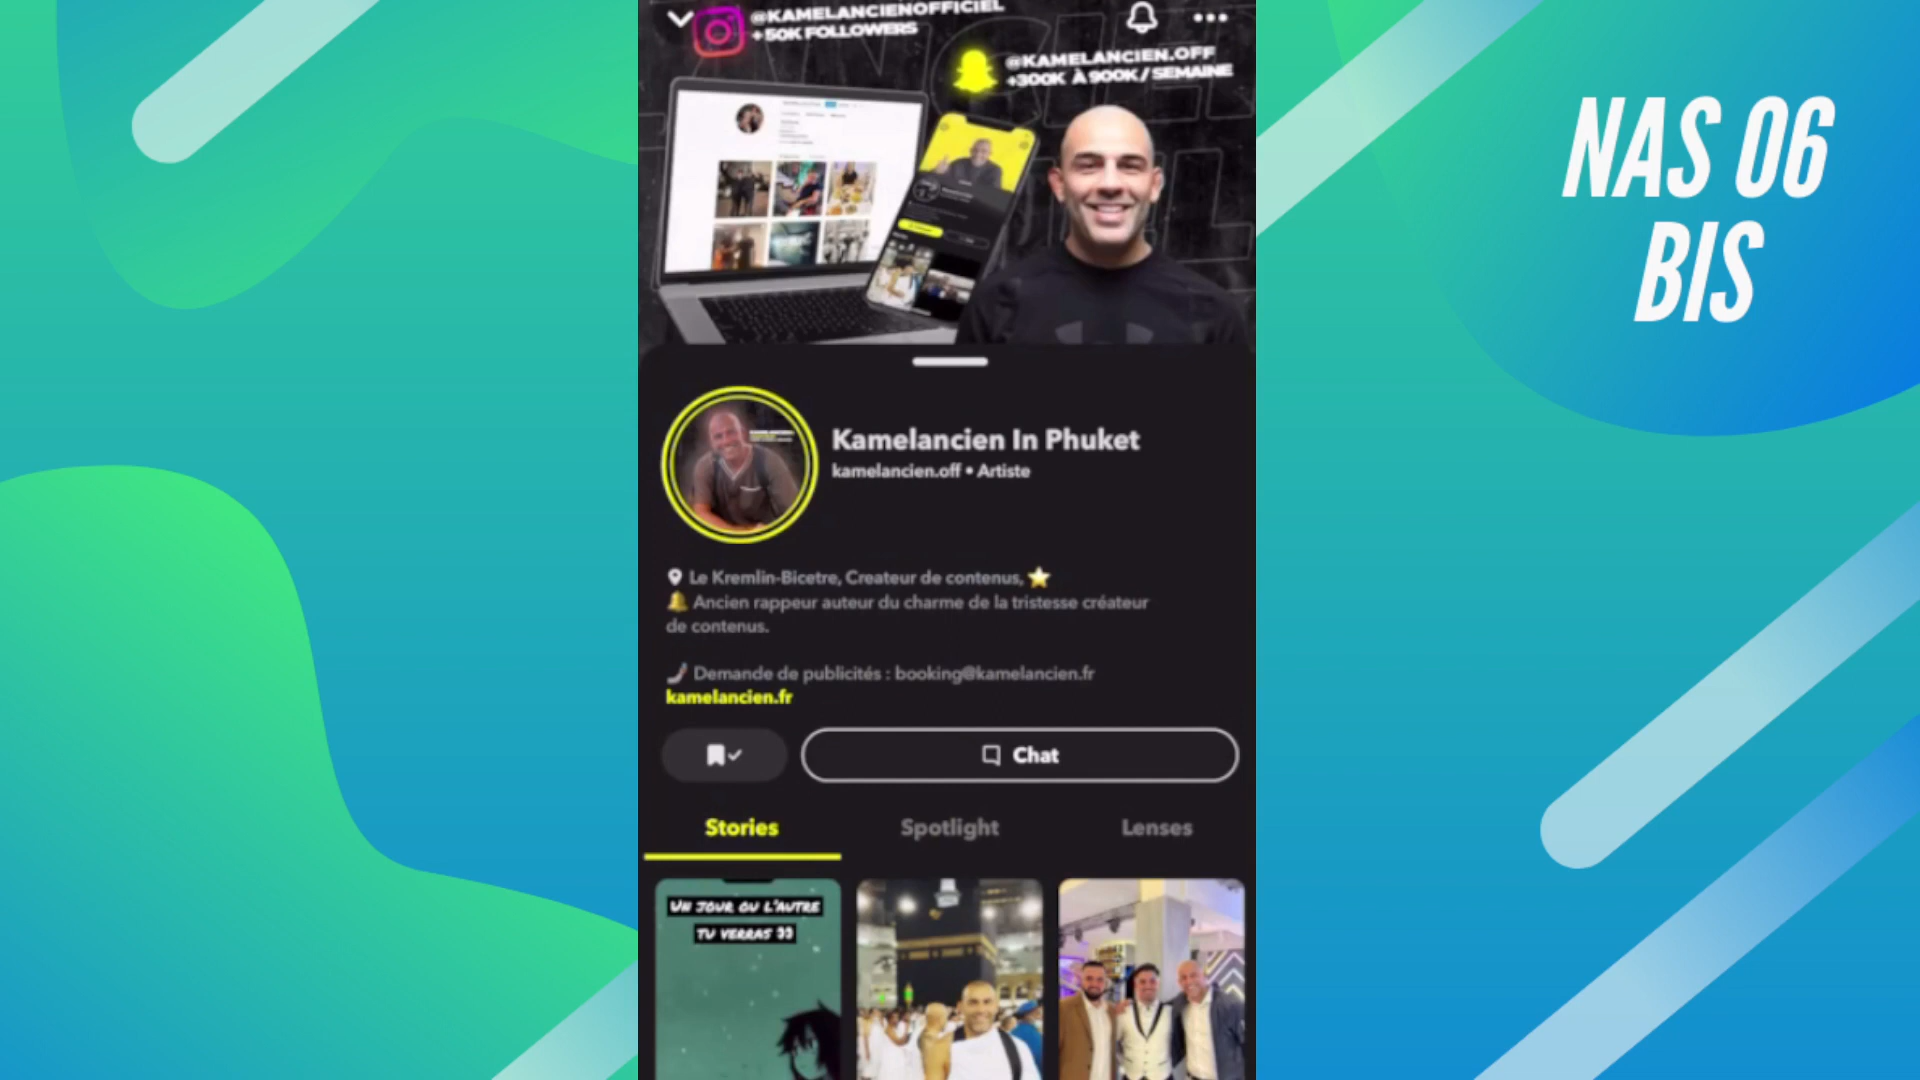 @KAMELANCIENOFFICIEL
+50K FOLLOWERS
@KAMELANCIEN.OFF
+300K À 900K / SEMAINE
NAS 06
BIS
Kamelancien In Phuket
kamelancien.off • Artiste
Le Kremlin-Bicetre, Createur de contenus, ⭐
🔔 Ancien rappeur auteur du charme de la tristesse créateur
de contenus.
Demande de publicités : booking@kamelancien.fr
kamelancien.fr
Chat
Stories
Spotlight
Lenses
UN JOUR OU L'AUTRE
TU VERRAS